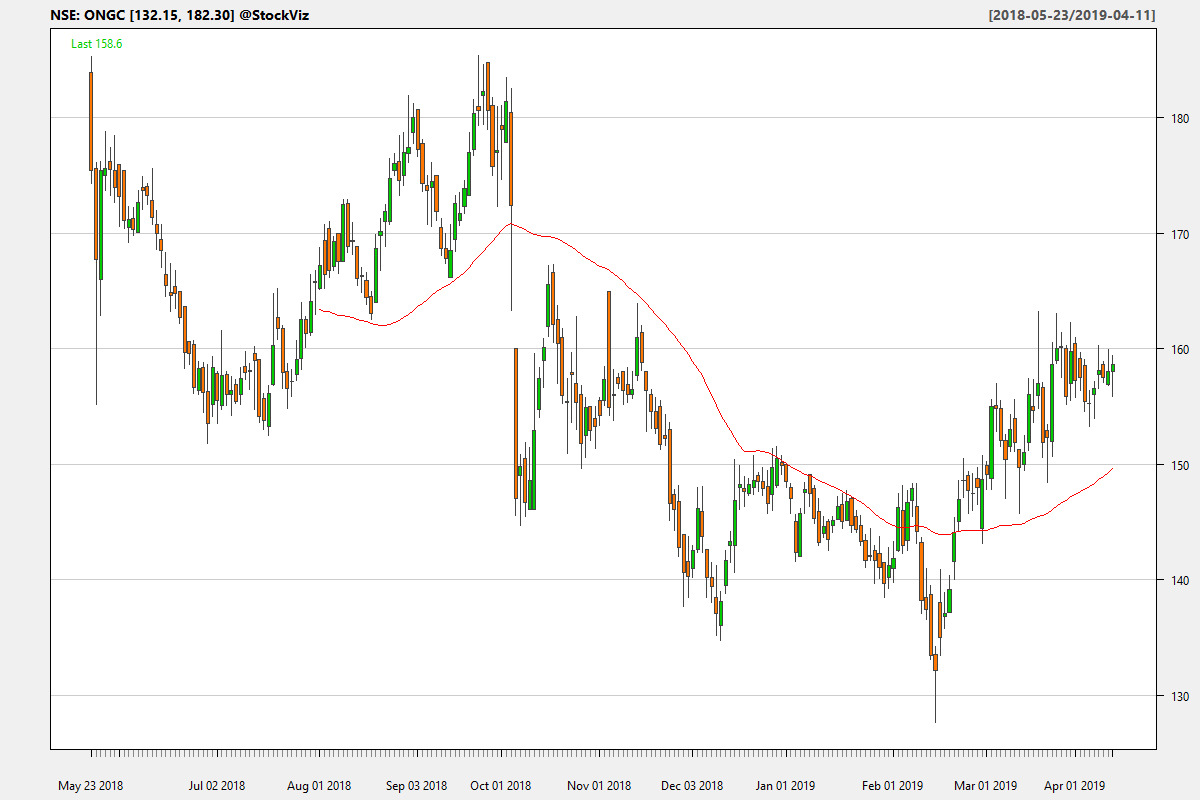 NSE: ONGC [132.15, 182.30] @StockViz
[2018-05-23/2019-04-11]
Last 158.6
180
170
160
150
140
130
May 23 2018
Jul 02 2018
Aug 01 2018
Sep 03 2018
Oct 01 2018
Nov 01 2018
Dec 03 2018
Jan 01 2019
Feb 01 2019
Mar 01 2019
Apr 01 2019